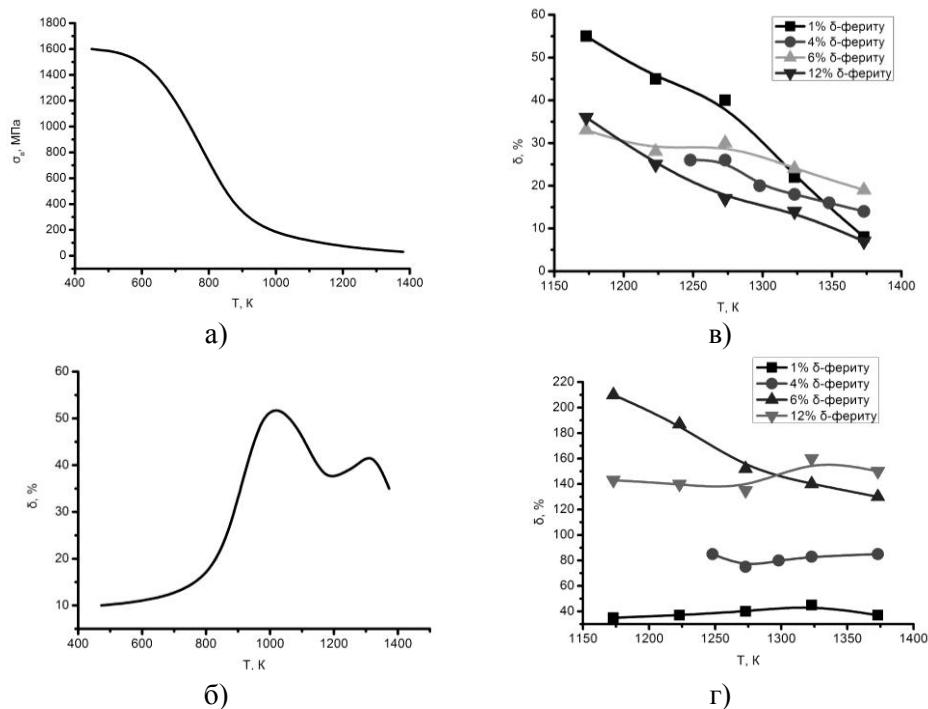 1800
1600
1400
1200
1000
800
600
400
200
0
σв, МПа
400 600 800 1000 1200 1400
T, K
а)
60
50
40
30
20
10
0
δ, %
1% δ-фериту
4% δ-фериту
6% δ-фериту
12% δ-фериту
1150 1200 1250 1300 1350 1400
T, K
в)
60
50
40
30
20
10
δ, %
400 600 800 1000 1200 1400
T, K
б)
220
200
180
160
140
120
100
80
60
40
δ, %
1% δ-фериту
4% δ-фериту
6% δ-фериту
12% δ-фериту
1150 1200 1250 1300 1350 1400
T, K
г)